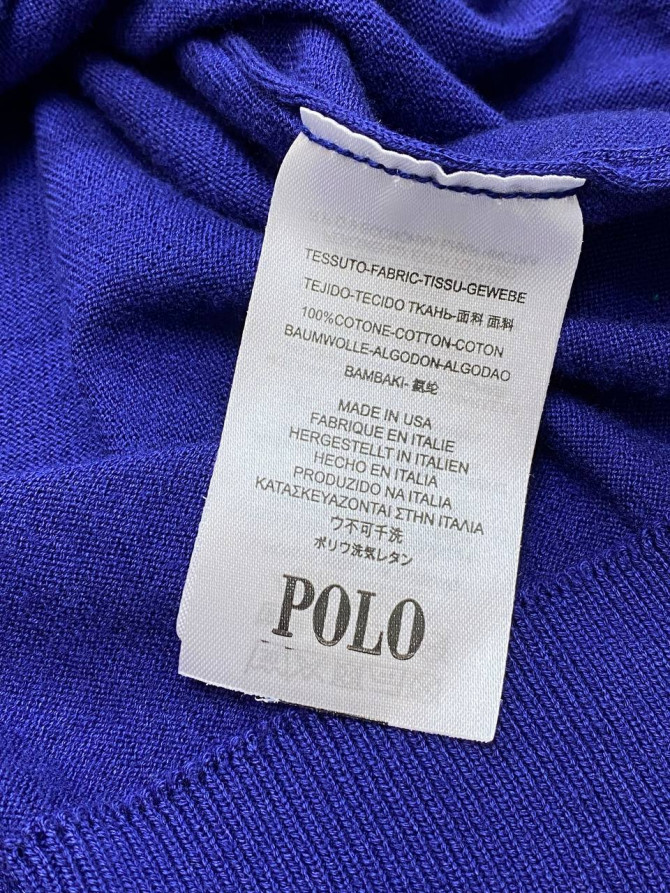 TESSUTO-FABRIC-TISSU-GEWEBE
TEJIDO-TECIDO ТКАНЬ-面料 面料
100%COTONE-COTTON-COTON
BAUMWOLLE-ALGODON-ALGODAO
BAMBAKI- 氨纶
MADE IN USA
FABRIQUE EN ITALIE
HERGESTELLT IN ITALIEN
HECHO EN ITALIA
PRODUZIDO NA ITALIA
ΚΑΤΑΣΚΕΥΑΖΟΝΤΑΙ ΣΤΗΝ ΙΤΑΛΙΑ
ウ不可千洗
ポリウ洗気レタン
POLO